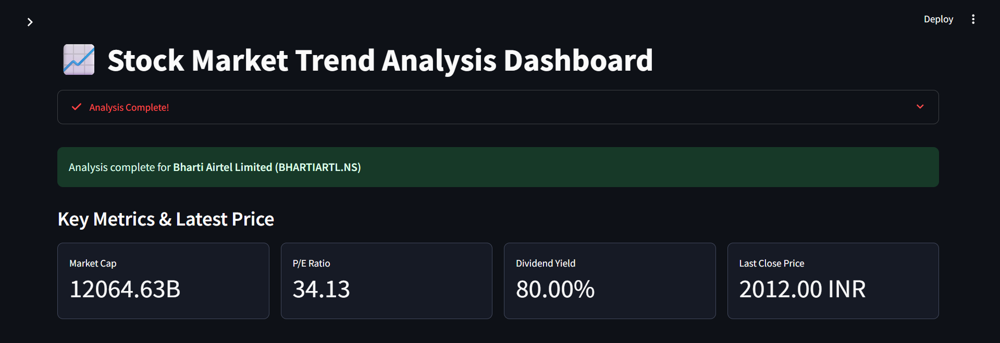 Deploy
Stock Market Trend Analysis Dashboard
Analysis Complete!
Analysis complete for Bharti Airtel Limited (BHARTIARTL.NS)
Key Metrics & Latest Price
Market Cap
12064.63B
P/E Ratio
34.13
Dividend Yield
80.00%
Last Close Price
2012.00 INR